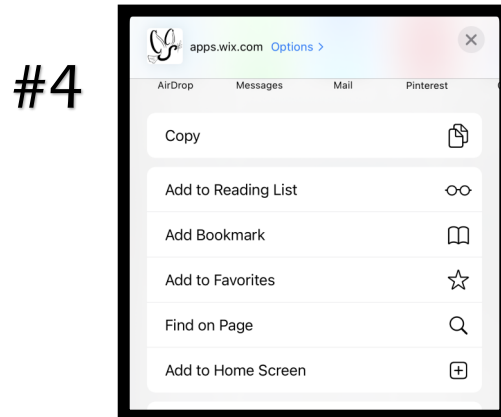 #4
apps.wix.com Options >
AirDrop Messages Mail Pinterest
Copy
Add to Reading List
Add Bookmark
Add to Favorites
Find on Page
Add to Home Screen